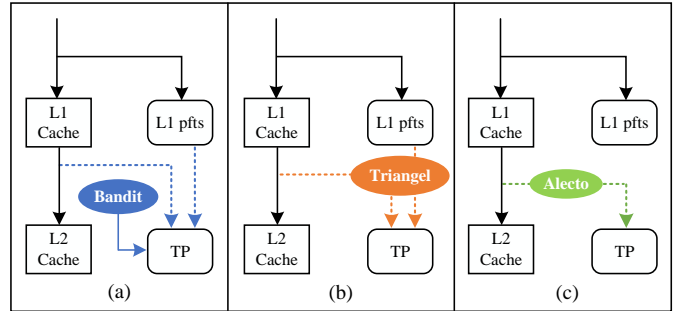 L1
Cache
L1 pfts
Bandit
L2
Cache
TP
(a)
L1
Cache
L1 pfts
Triangel
L2
Cache
TP
(b)
L1
Cache
L1 pfts
Alecto
L2
Cache
TP
(c)